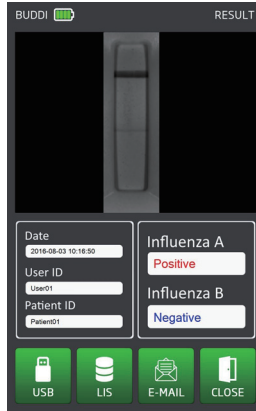 BUDDI RESULT
Date
2016-08-03 10:16:50
User ID
User01
Patient ID
Patient01
Influenza A
Positive
Influenza B
Negative
USB LIS E-MAIL CLOSE